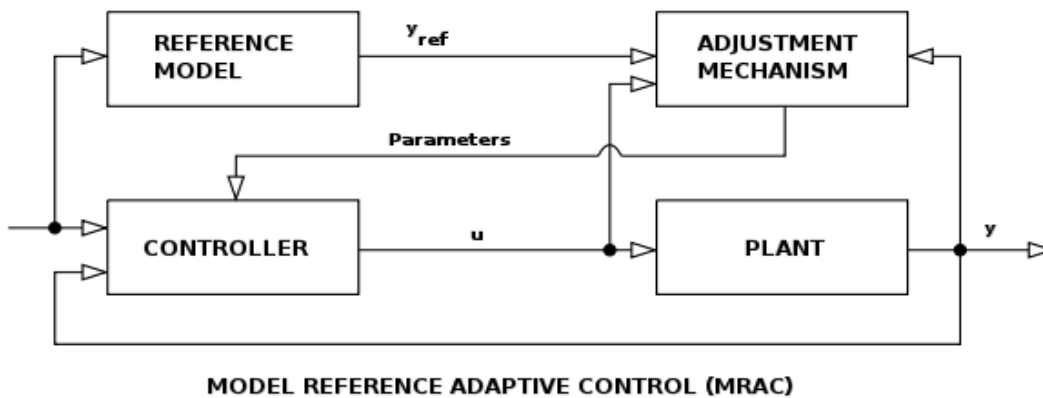 REFERENCE
MODEL
y_ref
ADJUSTMENT
MECHANISM
Parameters
CONTROLLER
u
PLANT
y
MODEL REFERENCE ADAPTIVE CONTROL (MRAC)